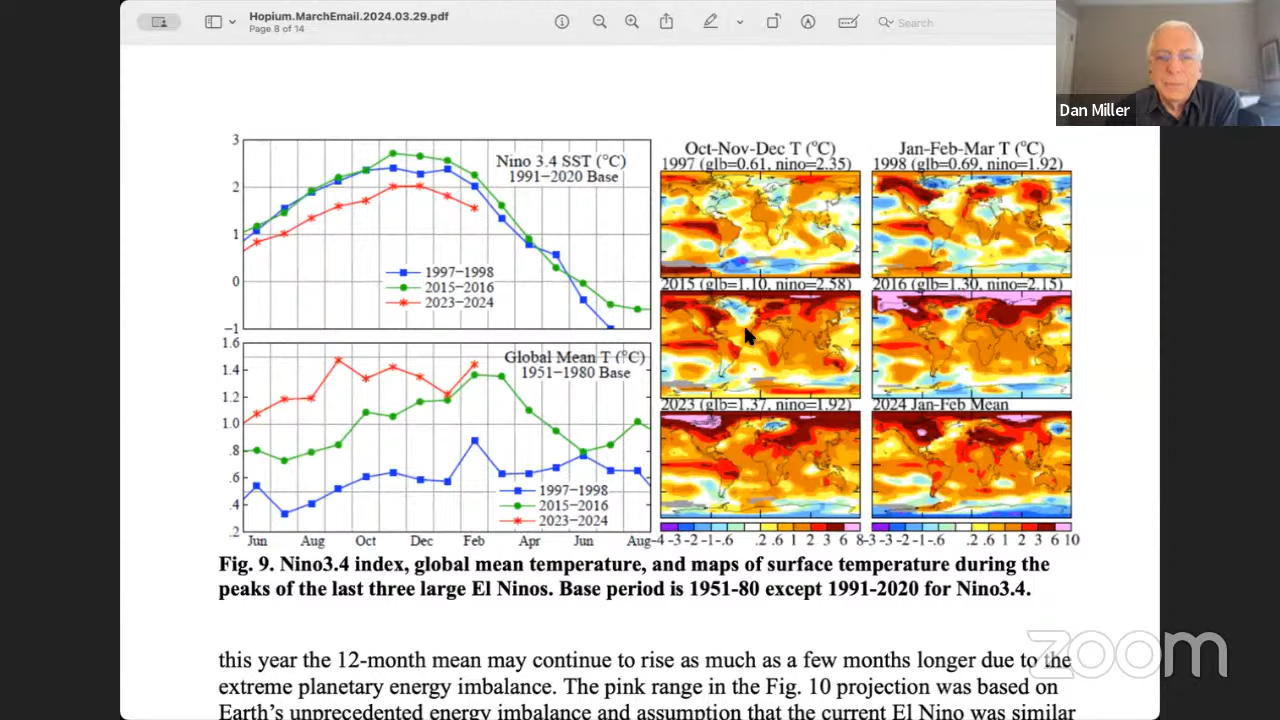 Hopium.MarchEmail.2024.03.29.pdf
Page 8 of 14
Search
Dan Miller
3
2
1
0
−1
Nino 3.4 SST (°C)
1991−2020 Base
1997−1998
2015−2016
2023−2024
1.6
1.4
1.2
1.0
.8
.6
.4
.2
Global Mean T (°C)
1951−1980 Base
1997−1998
2015−2016
2023−2024
Jun Aug Oct Dec Feb Apr Jun Aug
Oct-Nov-Dec T (°C) Jan-Feb-Mar T (°C)
1997 (glb=0.61, nino=2.35) 1998 (glb=0.69, nino=1.92)
2015 (glb=1.10, nino=2.58) 2016 (glb=1.30, nino=2.15)
2023 (glb=1.37, nino=1.92) 2024 Jan-Feb Mean
-4 -3 -2 -1 -.6 .2 .6 1 2 3 6 8 -3 -3 -2 -1 -.6 .2 .6 1 2 3 6 10
Fig. 9. Nino3.4 index, global mean temperature, and maps of surface temperature during the
peaks of the last three large El Ninos. Base period is 1951-80 except 1991-2020 for Nino3.4.
this year the 12-month mean may continue to rise as much as a few months longer due to the
extreme planetary energy imbalance. The pink range in the Fig. 10 projection was based on
Earth's unprecedented energy imbalance and assumption that the current El Nino was similar
zoom